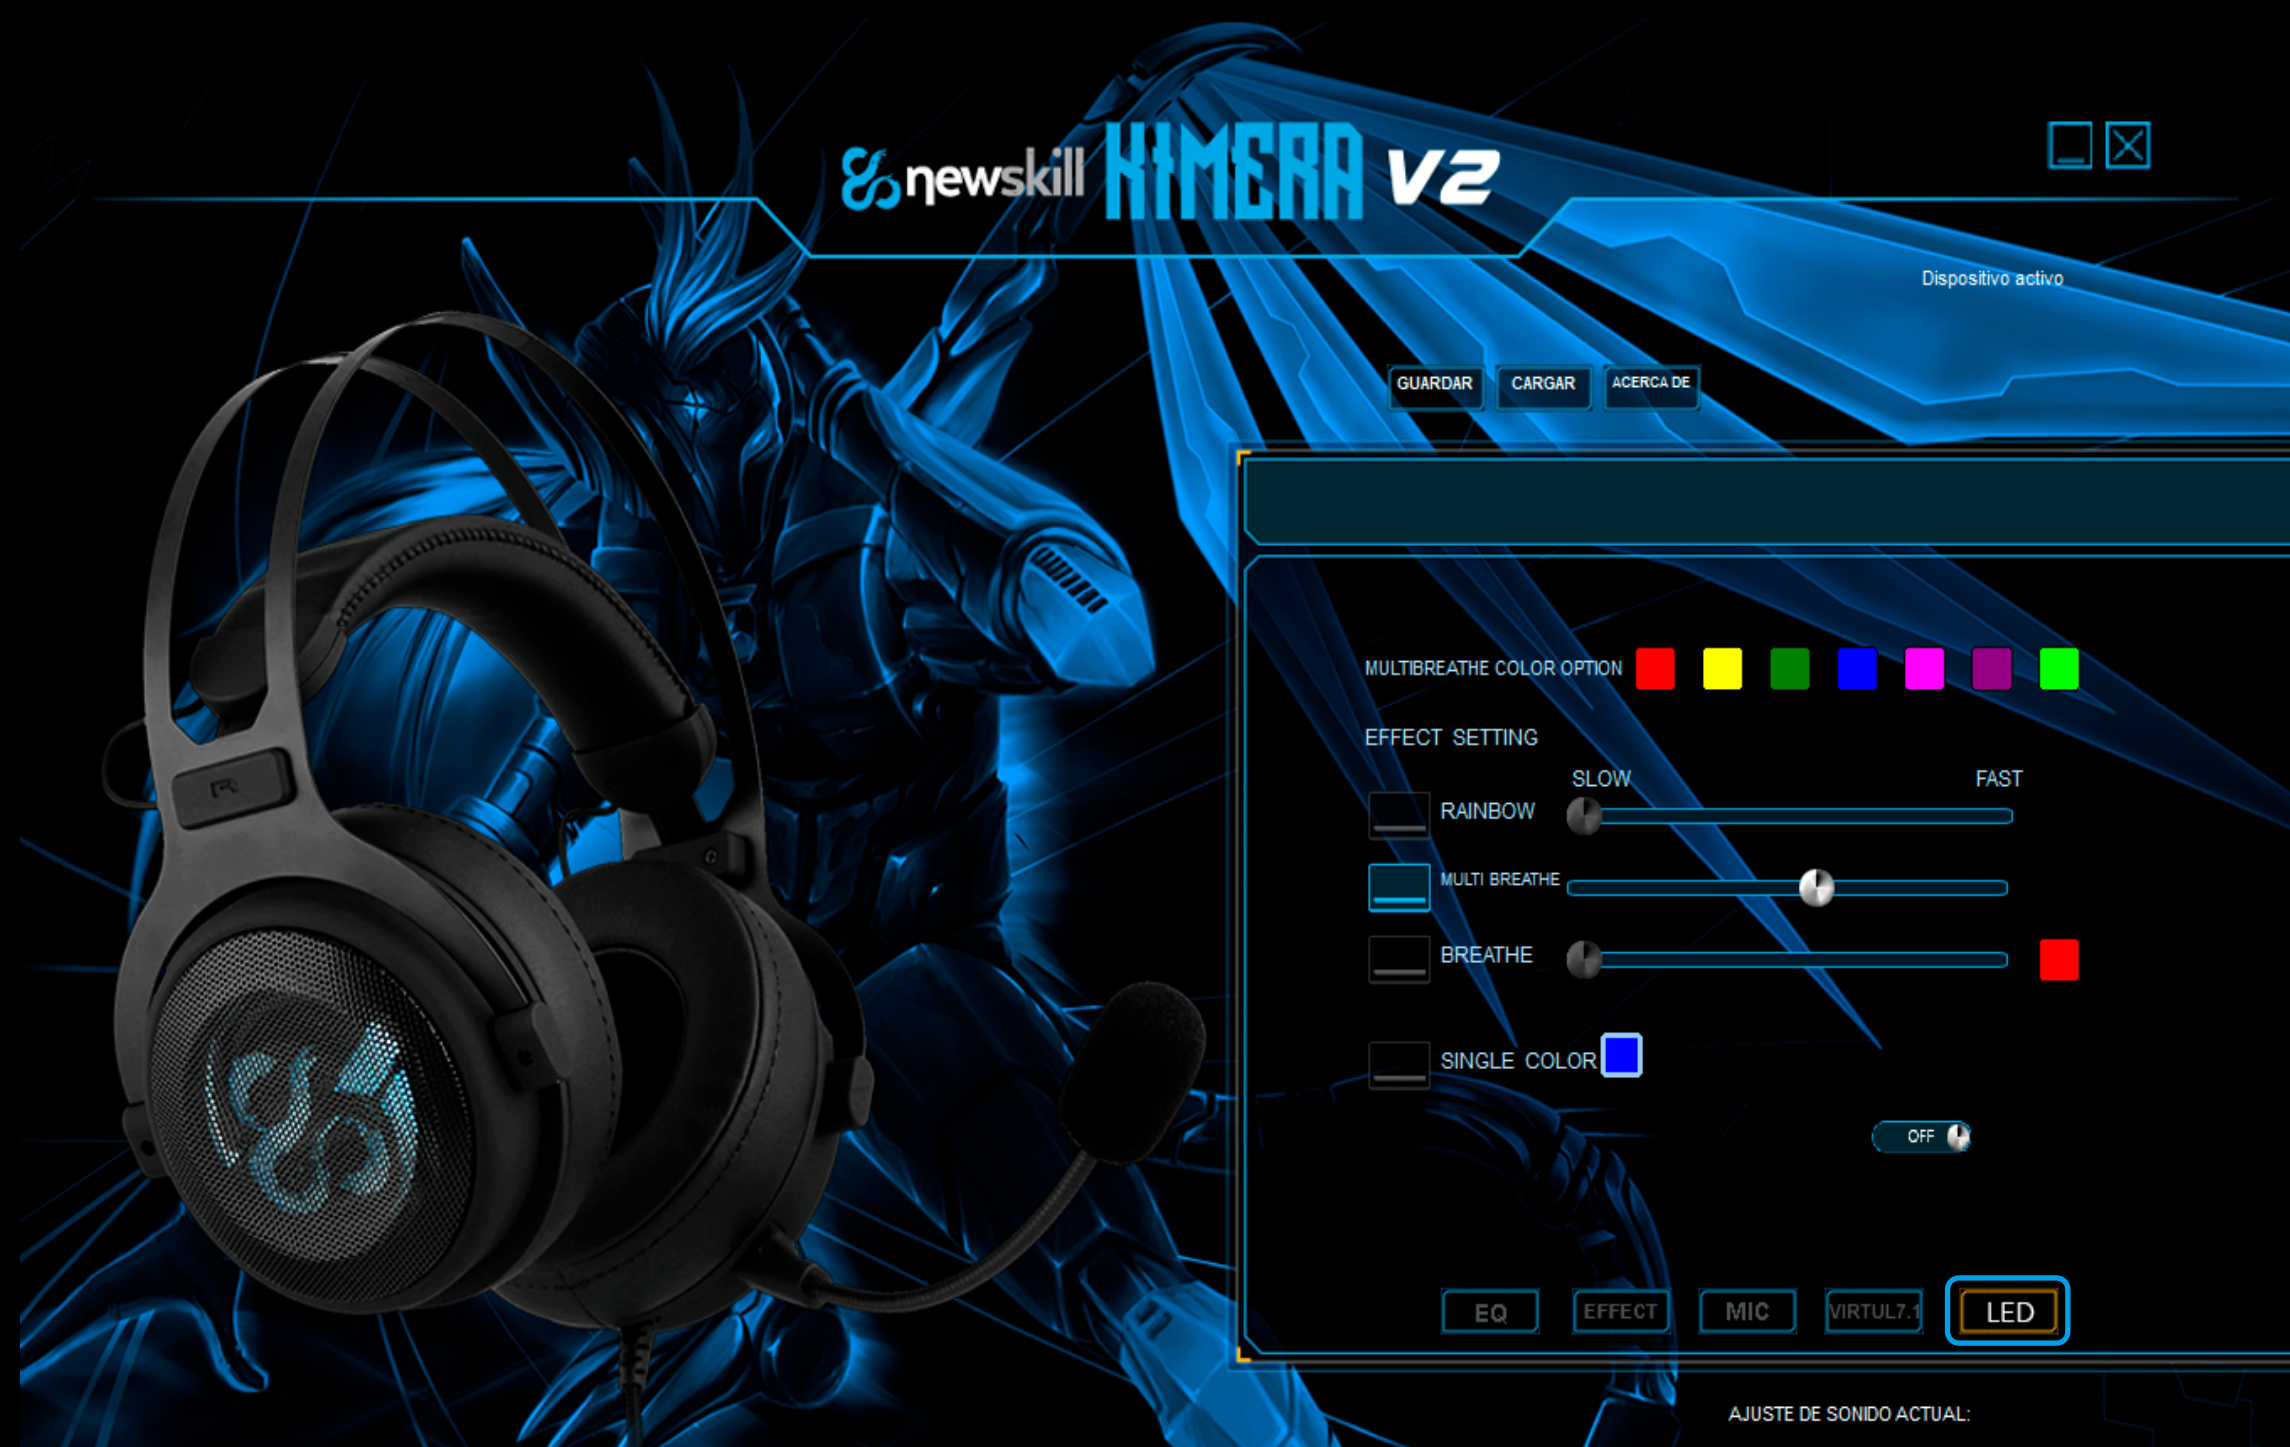 newskill KIMERA V2
Dispositivo activo
GUARDAR CARGAR ACERCA DE
MULTIBREATHE COLOR OPTION
EFFECT SETTING
SLOW FAST
RAINBOW
MULTI BREATHE
BREATHE
SINGLE COLOR
OFF
R
EQ EFFECT MIC VIRTUL7.1 LED
AJUSTE DE SONIDO ACTUAL: